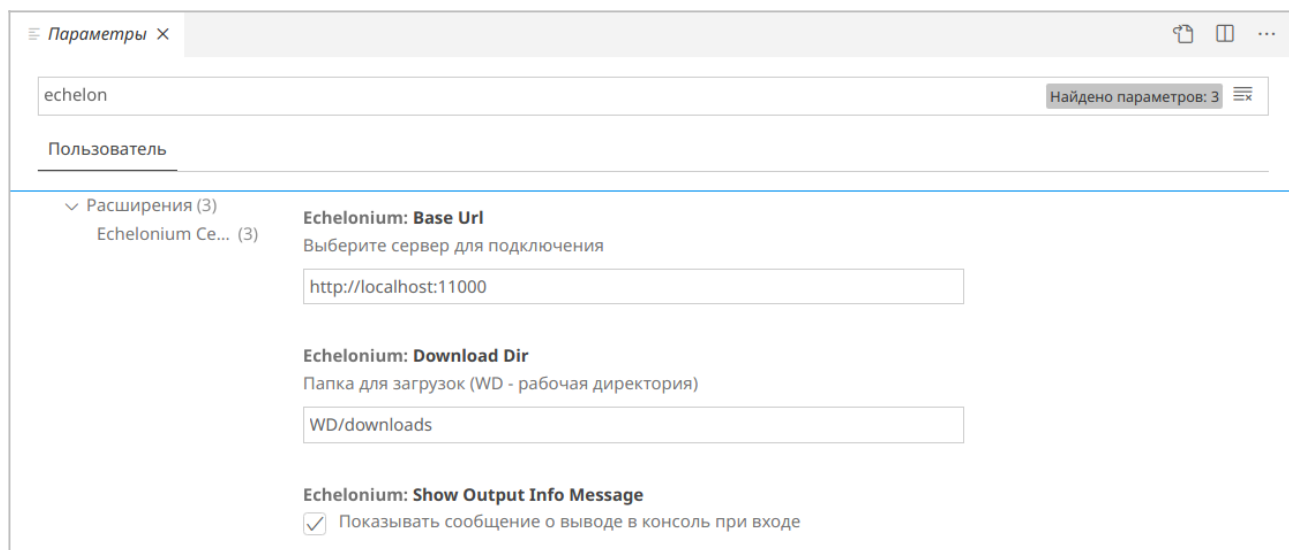 Параметры
echelon
Найдено параметров: 3
Пользователь
Расширения (3)
Echelonium Ce... (3)
Echelonium: Base Url
Выберите сервер для подключения
http://localhost:11000
Echelonium: Download Dir
Папка для загрузок (WD - рабочая директория)
WD/downloads
Echelonium: Show Output Info Message
Показывать сообщение о выводе в консоль при входе